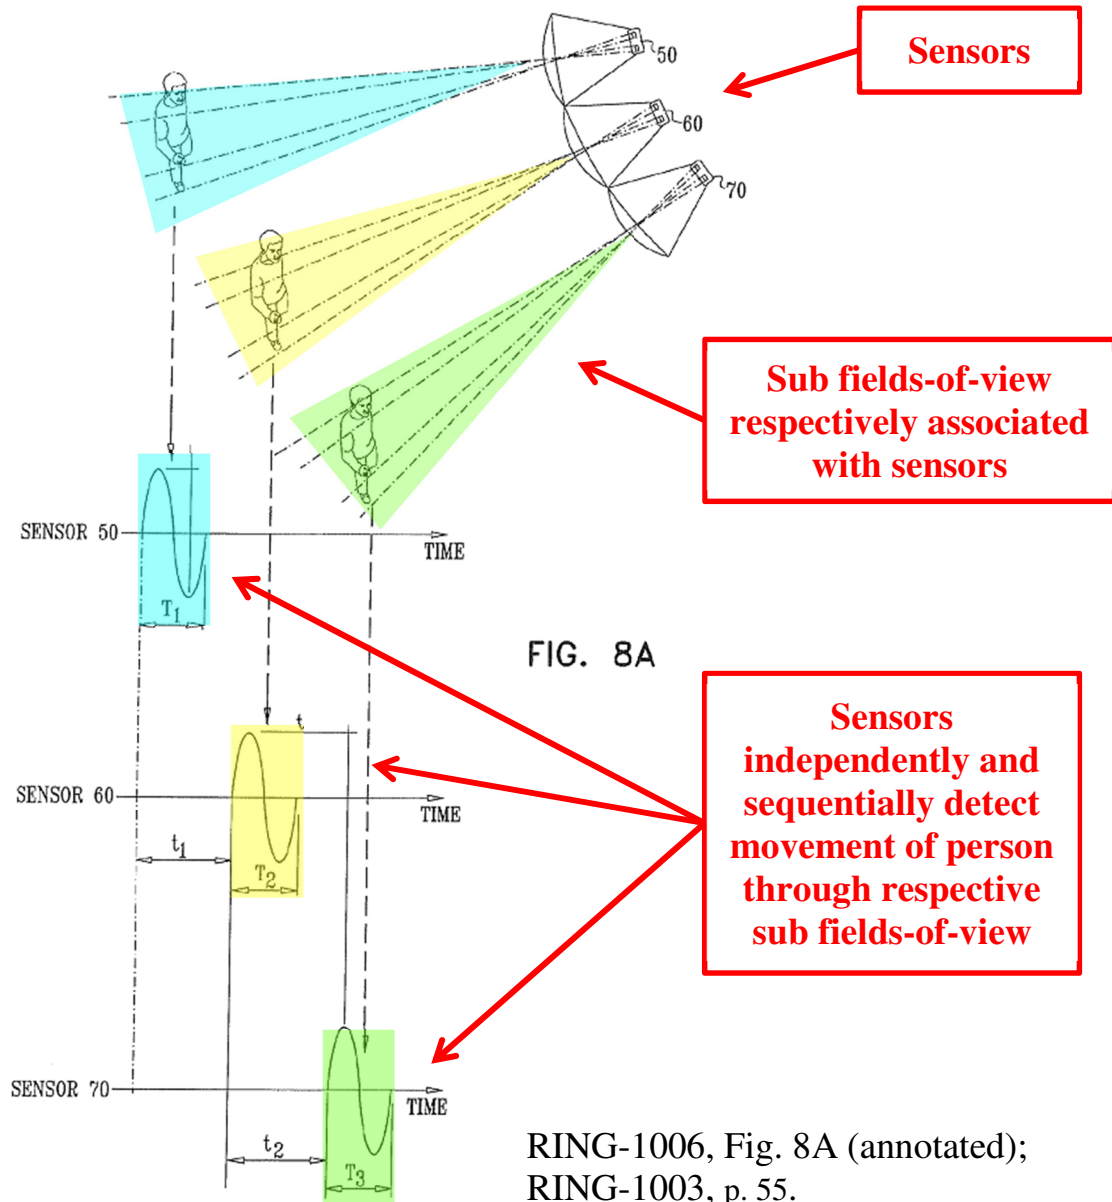 50
Sensors
60
70
Sub fields-of-view
respectively associated
with sensors
SENSOR 50
TIME
T1
FIG. 8A
Sensors
independently and
sequentially detect
movement of person
through respective
sub fields-of-view
t
SENSOR 60
TIME
t1
T2
SENSOR 70
TIME
t2
T3
RING-1006, Fig. 8A (annotated);
RING-1003, p. 55.